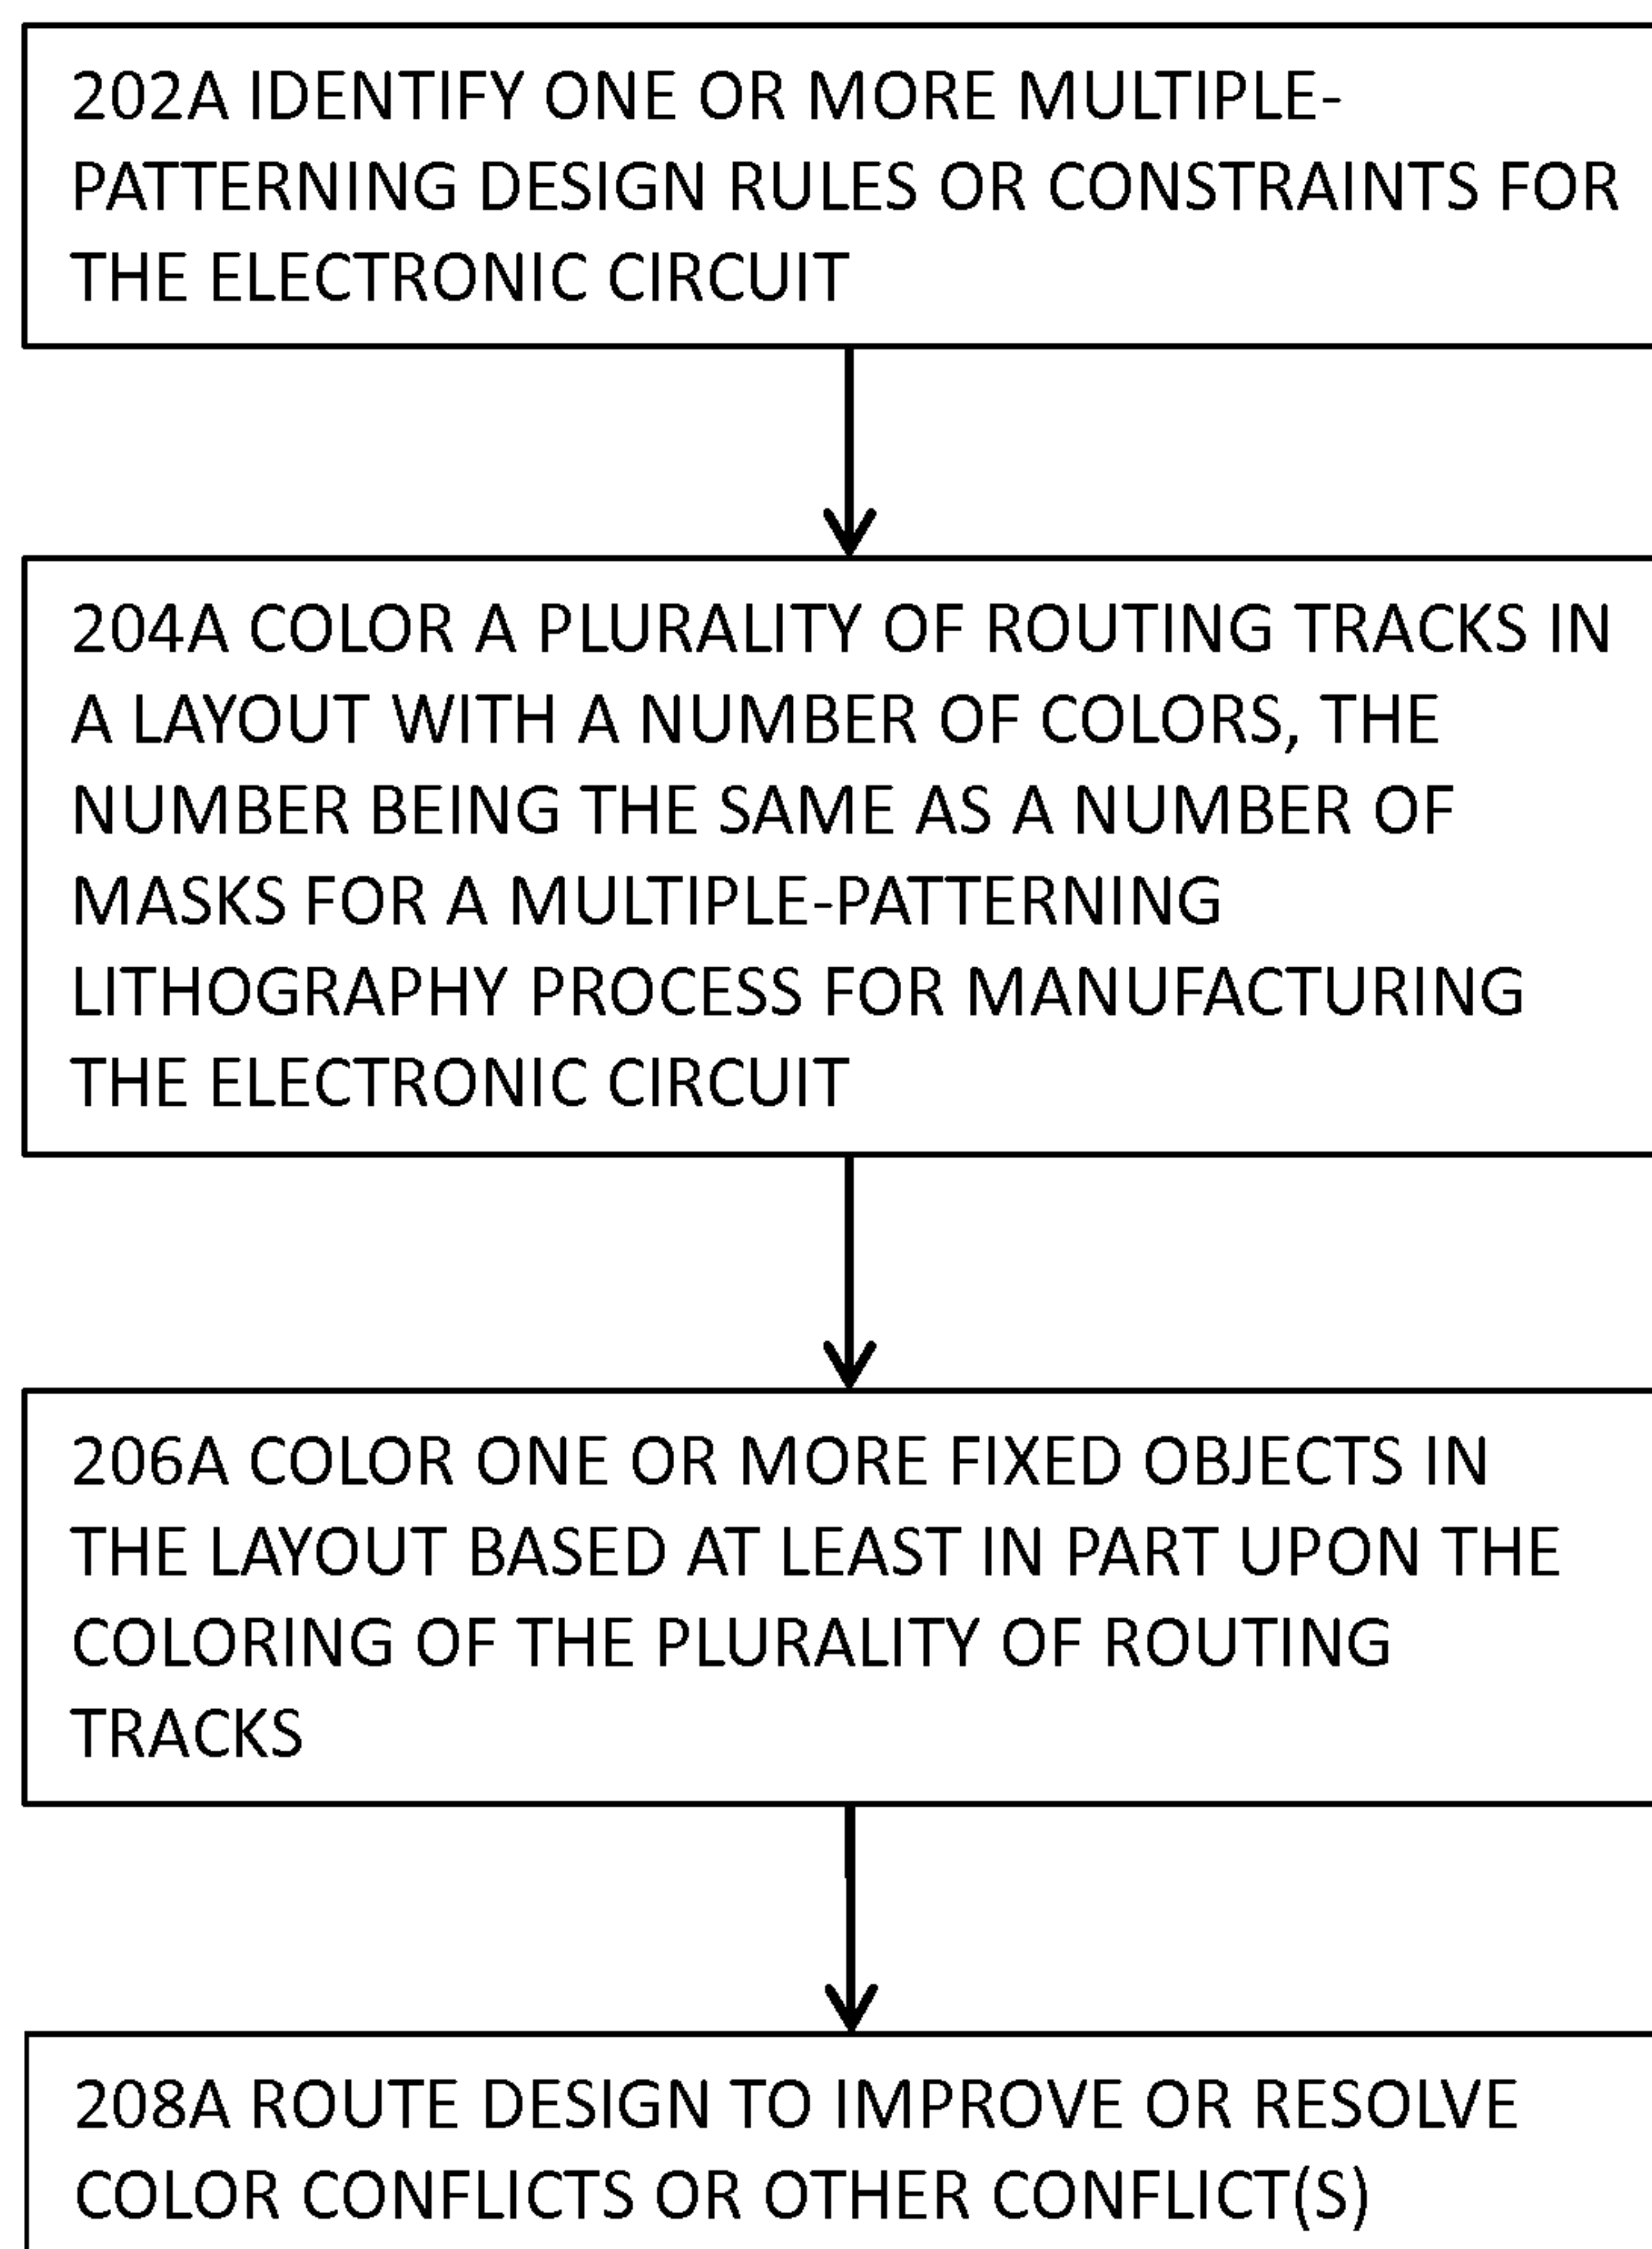 202A IDENTIFY ONE OR MORE MULTIPLE-
PATTERNING DESIGN RULES OR CONSTRAINTS FOR
THE ELECTRONIC CIRCUIT
204A COLOR A PLURALITY OF ROUTING TRACKS IN
A LAYOUT WITH A NUMBER OF COLORS, THE
NUMBER BEING THE SAME AS A NUMBER OF
MASKS FOR A MULTIPLE-PATTERNING
LITHOGRAPHY PROCESS FOR MANUFACTURING
THE ELECTRONIC CIRCUIT
206A COLOR ONE OR MORE FIXED OBJECTS IN
THE LAYOUT BASED AT LEAST IN PART UPON THE
COLORING OF THE PLURALITY OF ROUTING
TRACKS
208A ROUTE DESIGN TO IMPROVE OR RESOLVE
COLOR CONFLICTS OR OTHER CONFLICT(S)